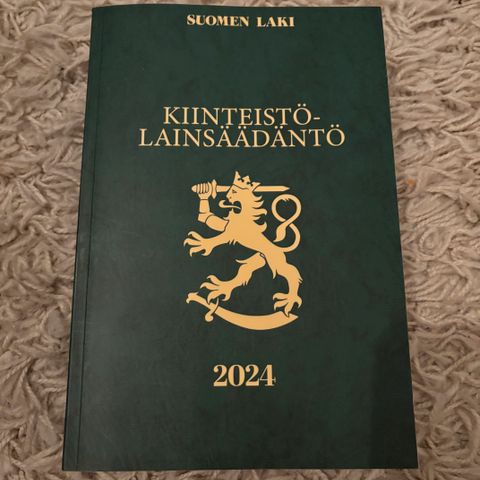 SUOMEN LAKI
KIINTEISTÖ-
LAINSÄÄDÄNTÖ
2024